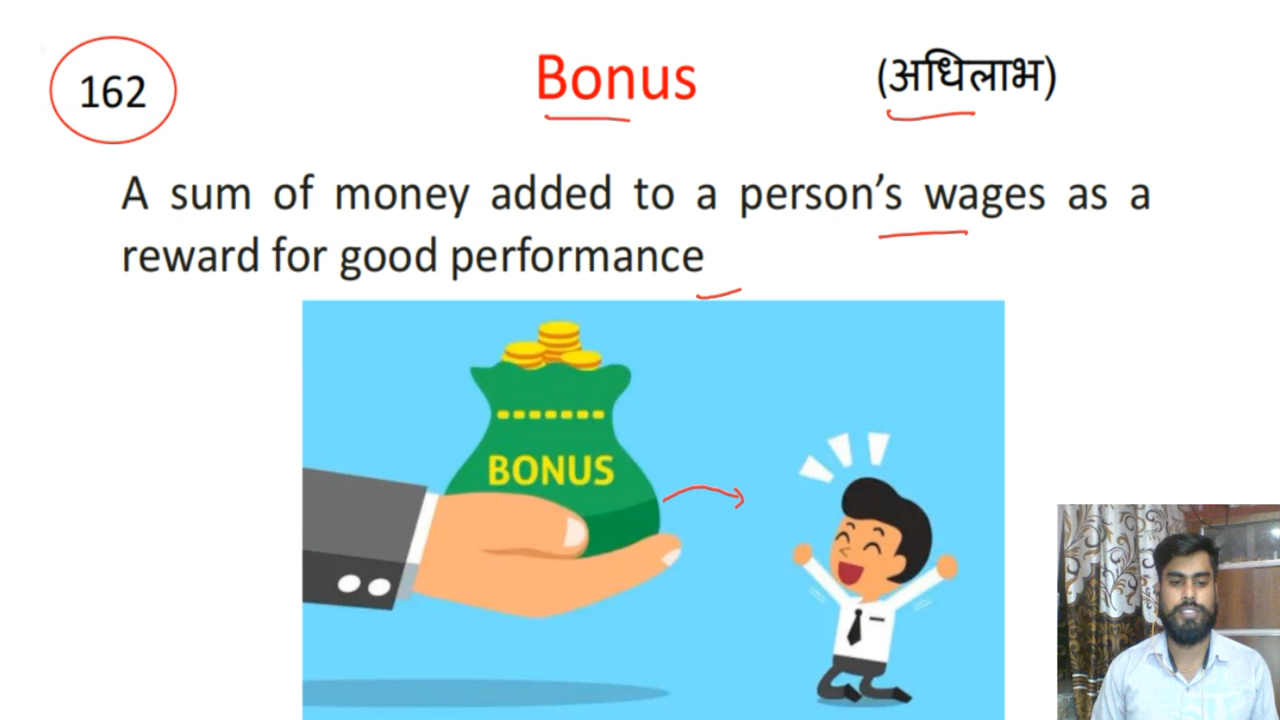 162
Bonus (अधिलाभ)
A sum of money added to a person's wages as a
reward for good performance
BONUS